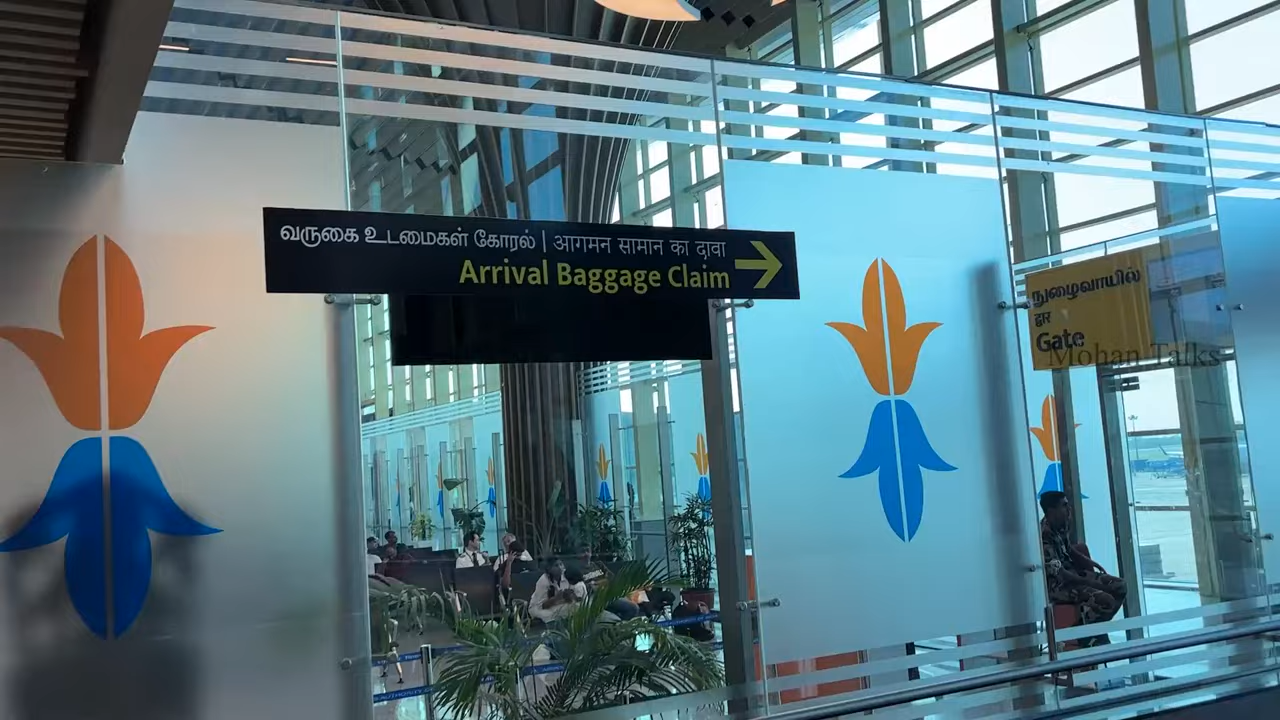 வருகை உடமைகள் கோரல் | आगमन सामान का दावा
Arrival Baggage Claim
நுழைவாயில்
द्वार
Gate
Mohan Talks